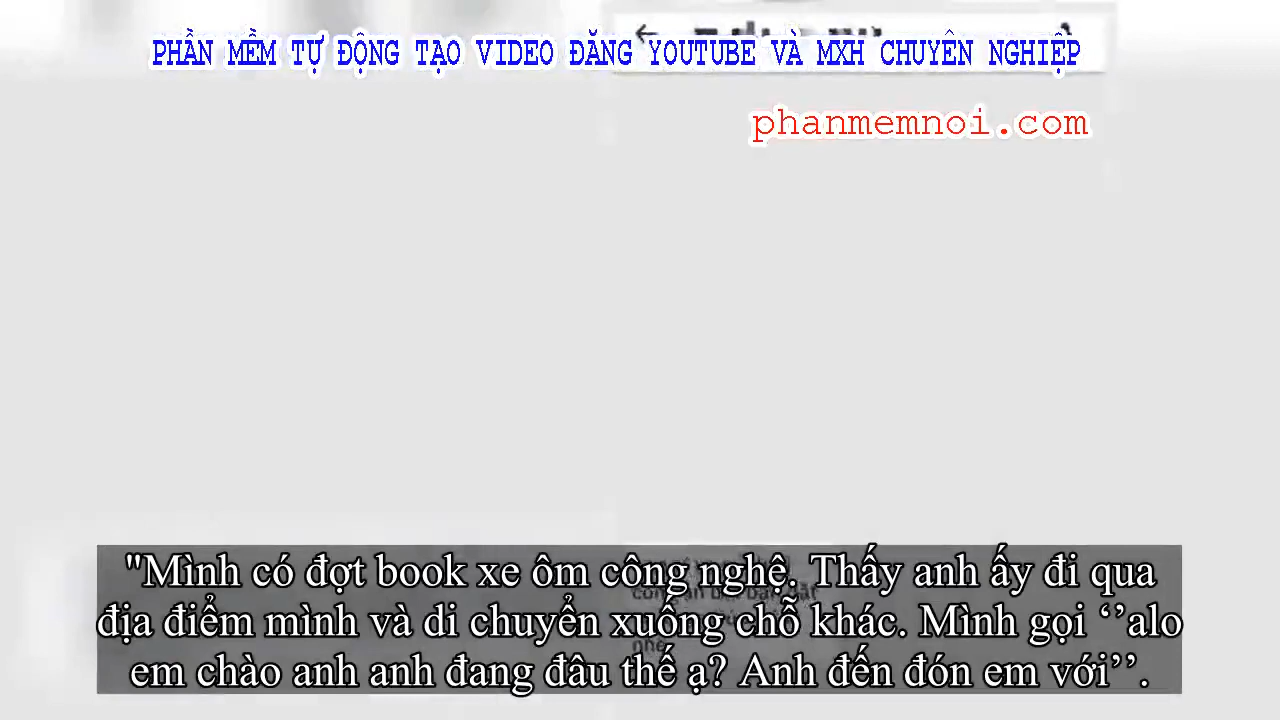 PHẦN MỀM TỰ ĐỘNG TẠO VIDEO ĐĂNG YOUTUBE VÀ MXH CHUYÊN NGHIỆP
phanmemnoi.com
"Mình có đợt book xe ôm công nghệ. Thấy anh ấy đi qua
địa điểm mình và di chuyển xuống chỗ khác. Mình gọi ‘’alo
em chào anh anh đang đâu thế ạ? Anh đến đón em với’’.